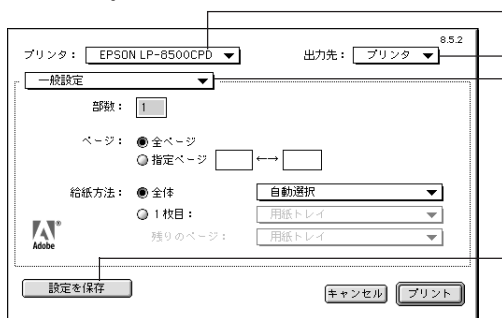 8.5.2
プリンタ： EPSON LP-8500CPD 出力先： プリンタ
一般設定
部数： 1
ページ： 全ページ
指定ページ ←→
給紙方法： 全体 自動選択
1 枚目： 用紙トレイ
残りのページ： 用紙トレイ
Adobe
設定を保存 キャンセル プリント